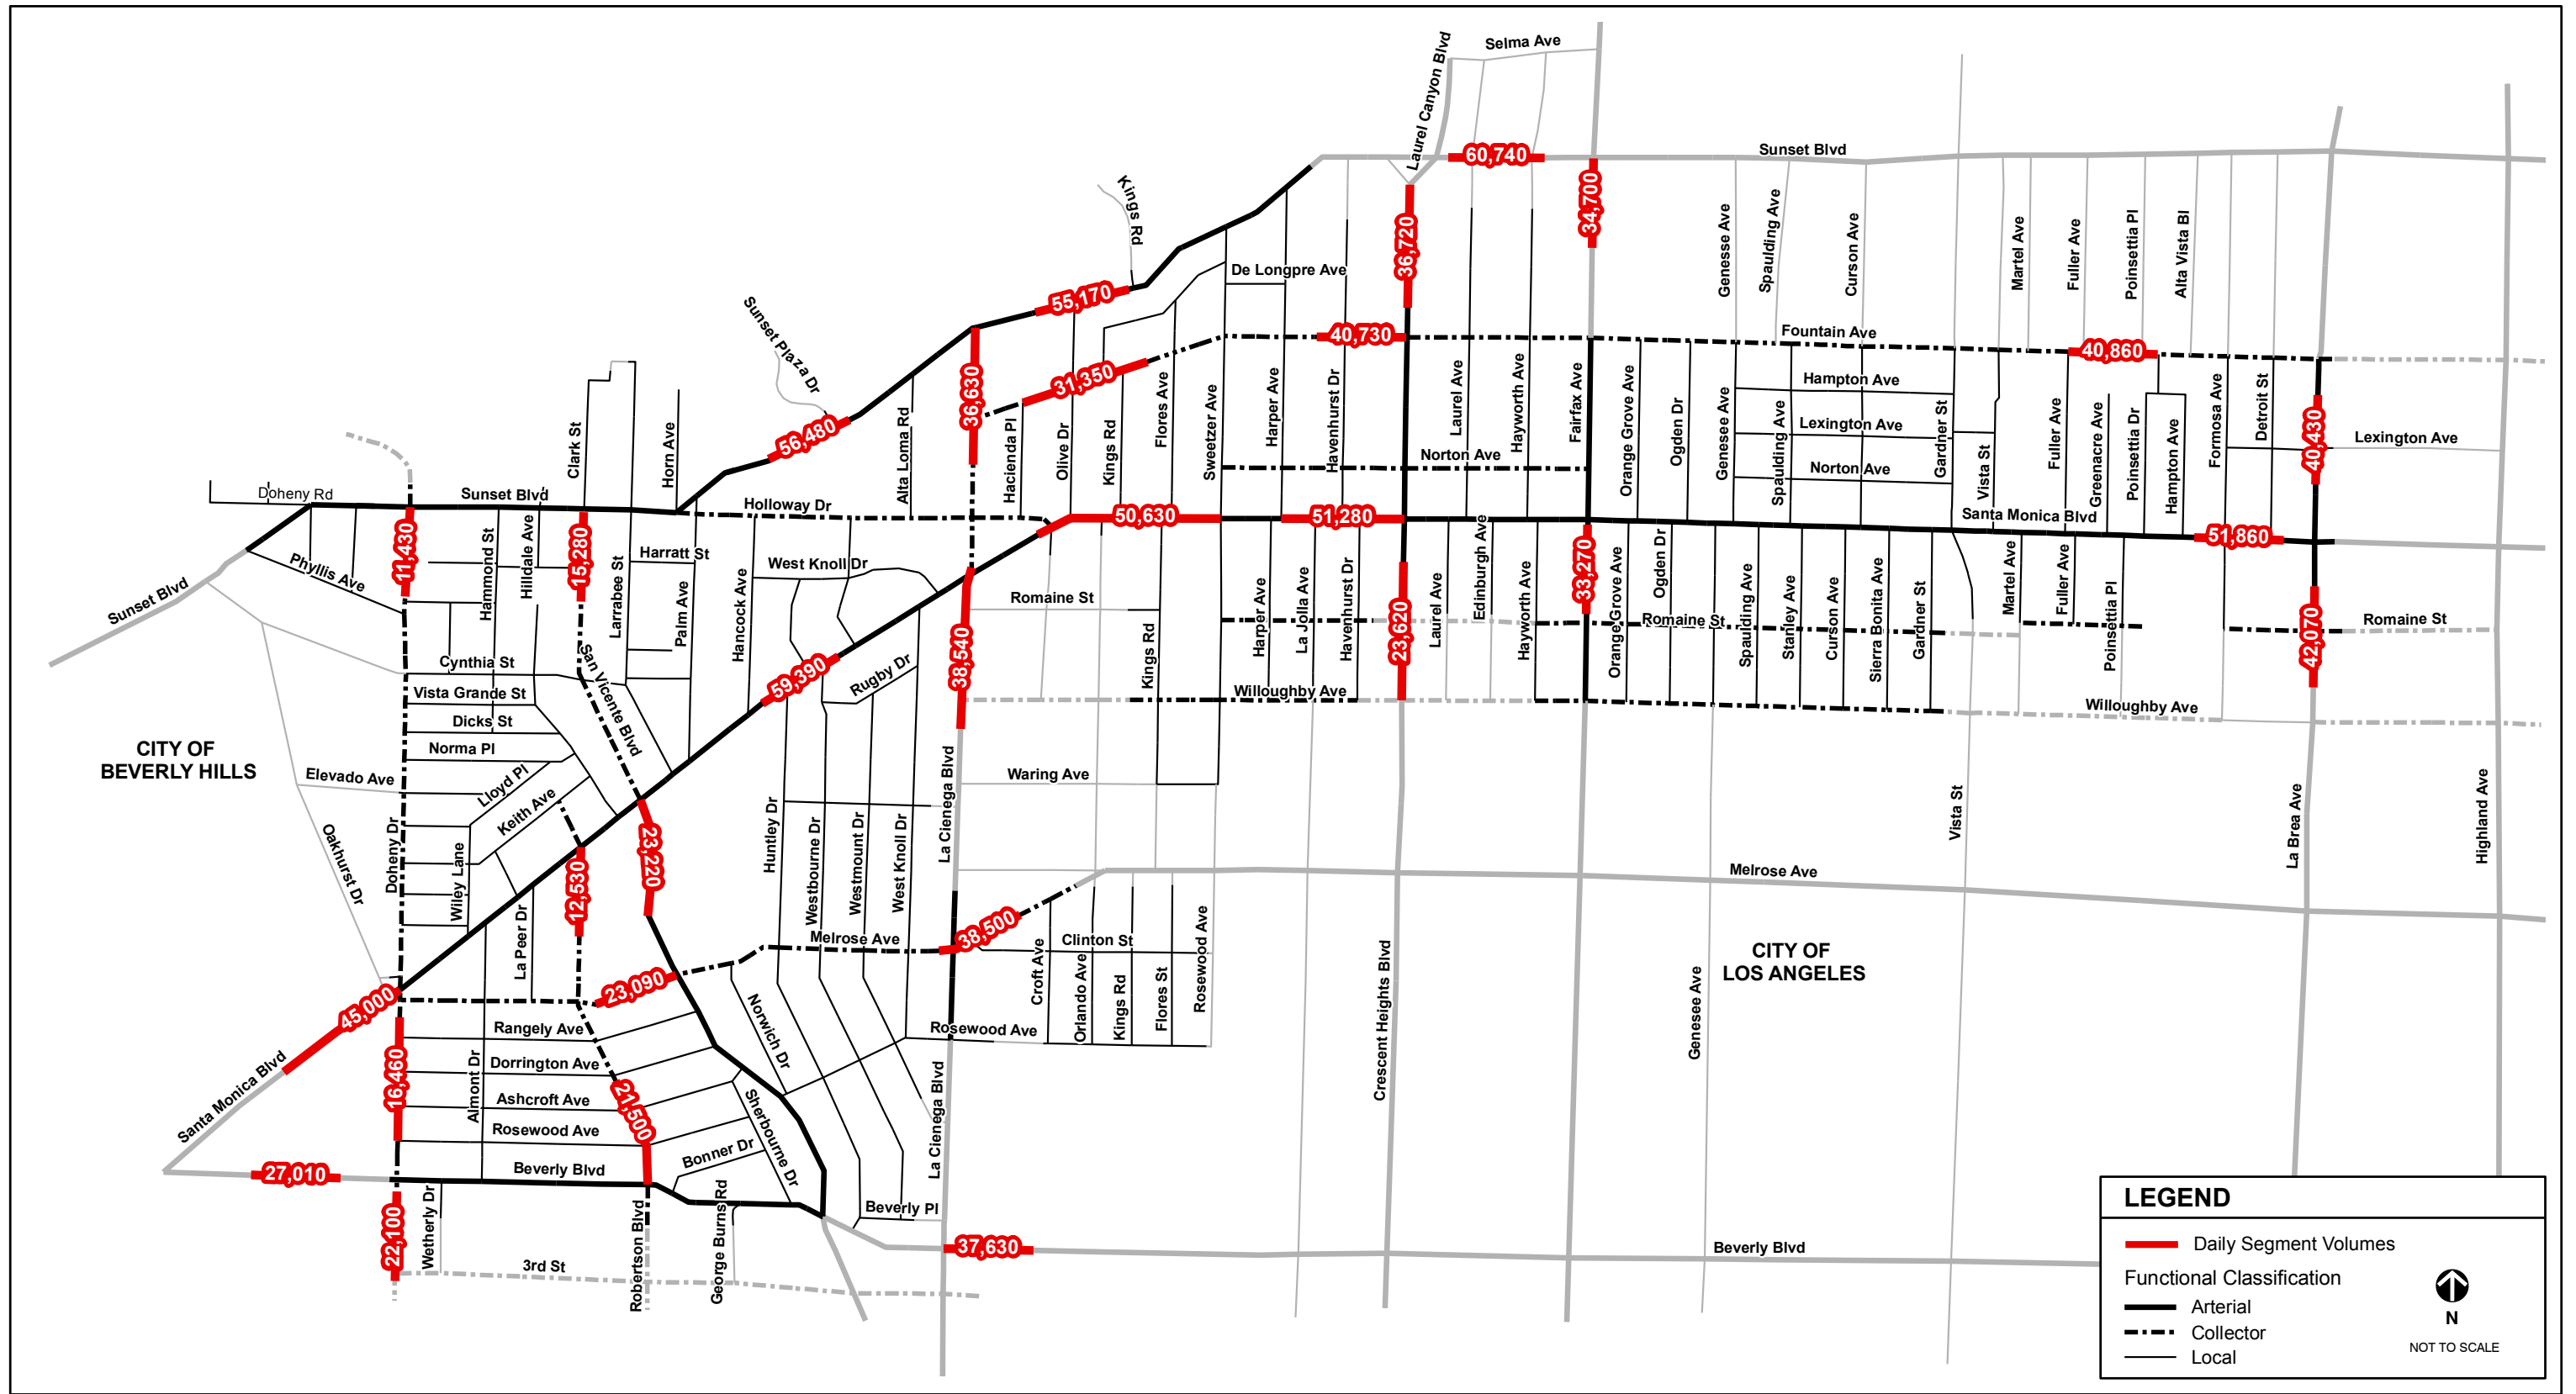 Selma Ave
Laurel Canyon Blvd
60,740
Sunset Blvd
34,700
36,720
Kings Rd
De Longpre Ave
55,170
Genesee Ave
Spaulding Ave
Curson Ave
Martel Ave
Fuller Ave
Poinsettia Pl
Alta Vista Bl
Sunset Plaza Dr
40,730
Fountain Ave
40,860
31,350
36,630
56,480
Hampton Ave
Lexington Ave
Norton Ave
Norton Ave
40,430
Lexington Ave
Clark St
Horn Ave
Alta Loma Rd
Hacienda Pl
Olive Dr
Kings Rd
Flores Ave
Sweetzer Ave
Harper Ave
Havenhurst Dr
Laurel Ave
Hayworth Ave
Fairfax Ave
Orange Grove Ave
Ogden Dr
Genesee Ave
Spaulding Ave
Gardner St
Vista St
Fuller Ave
Greenacre Ave
Poinsettia Dr
Hampton Ave
Formosa Ave
Detroit St
Doheny Rd
Sunset Blvd
Holloway Dr
50,630
51,280
Santa Monica Blvd
51,860
11,430
15,280
Hammond St
Hilldale Ave
Larrabee St
Harratt St
Palm Ave
Hancock Ave
West Knoll Dr
Phyllis Ave
Sunset Blvd
Romaine St
33,270
23,620
38,540
Kings Rd
Harper Ave
La Jolla Ave
Havenhurst Dr
Laurel Ave
Edinburgh Ave
Hayworth Ave
Orange Grove Ave
Ogden Dr
Romaine St
Spaulding Ave
Stanley Ave
Curson Ave
Sierra Bonita Ave
Gardner St
Martel Ave
Fuller Ave
Poinsettia Pl
42,070
Romaine St
Cynthia St
Vista Grande St
Dicks St
Norma Pl
San Vicente Blvd
59,390
Rugby Dr
Willoughby Ave
Willoughby Ave
CITY OF
BEVERLY HILLS
Elevado Ave
Lloyd Pl
Keith Ave
Waring Ave
Oakhurst Dr
Doheny Dr
Wiley Lane
La Peer Dr
12,530
23,220
Huntley Dr
Westbourne Dr
Westmount Dr
West Knoll Dr
La Cienega Blvd
Vista St
La Brea Ave
Highland Ave
Melrose Ave
38,500
Melrose Ave
Clinton St
Croft Ave
Orlando Ave
Kings Rd
Flores St
Rosewood Ave
CITY OF
LOS ANGELES
Crescent Heights Blvd
Genesee Ave
45,000
23,090
Norwich Dr
Rosewood Ave
Rangely Ave
Dorrington Ave
Ashcroft Ave
Rosewood Ave
Beverly Blvd
Almont Dr
16,460
21,500
Santa Monica Blvd
Bonner Dr
Sherbourne Dr
La Cienega Blvd
27,010
22,100
Wetherly Dr
3rd St
Robertson Blvd
George Burns Rd
Beverly Pl
37,630
Beverly Blvd
LEGEND
Daily Segment Volumes
Functional Classification
Arterial
Collector
Local
N
NOT TO SCALE